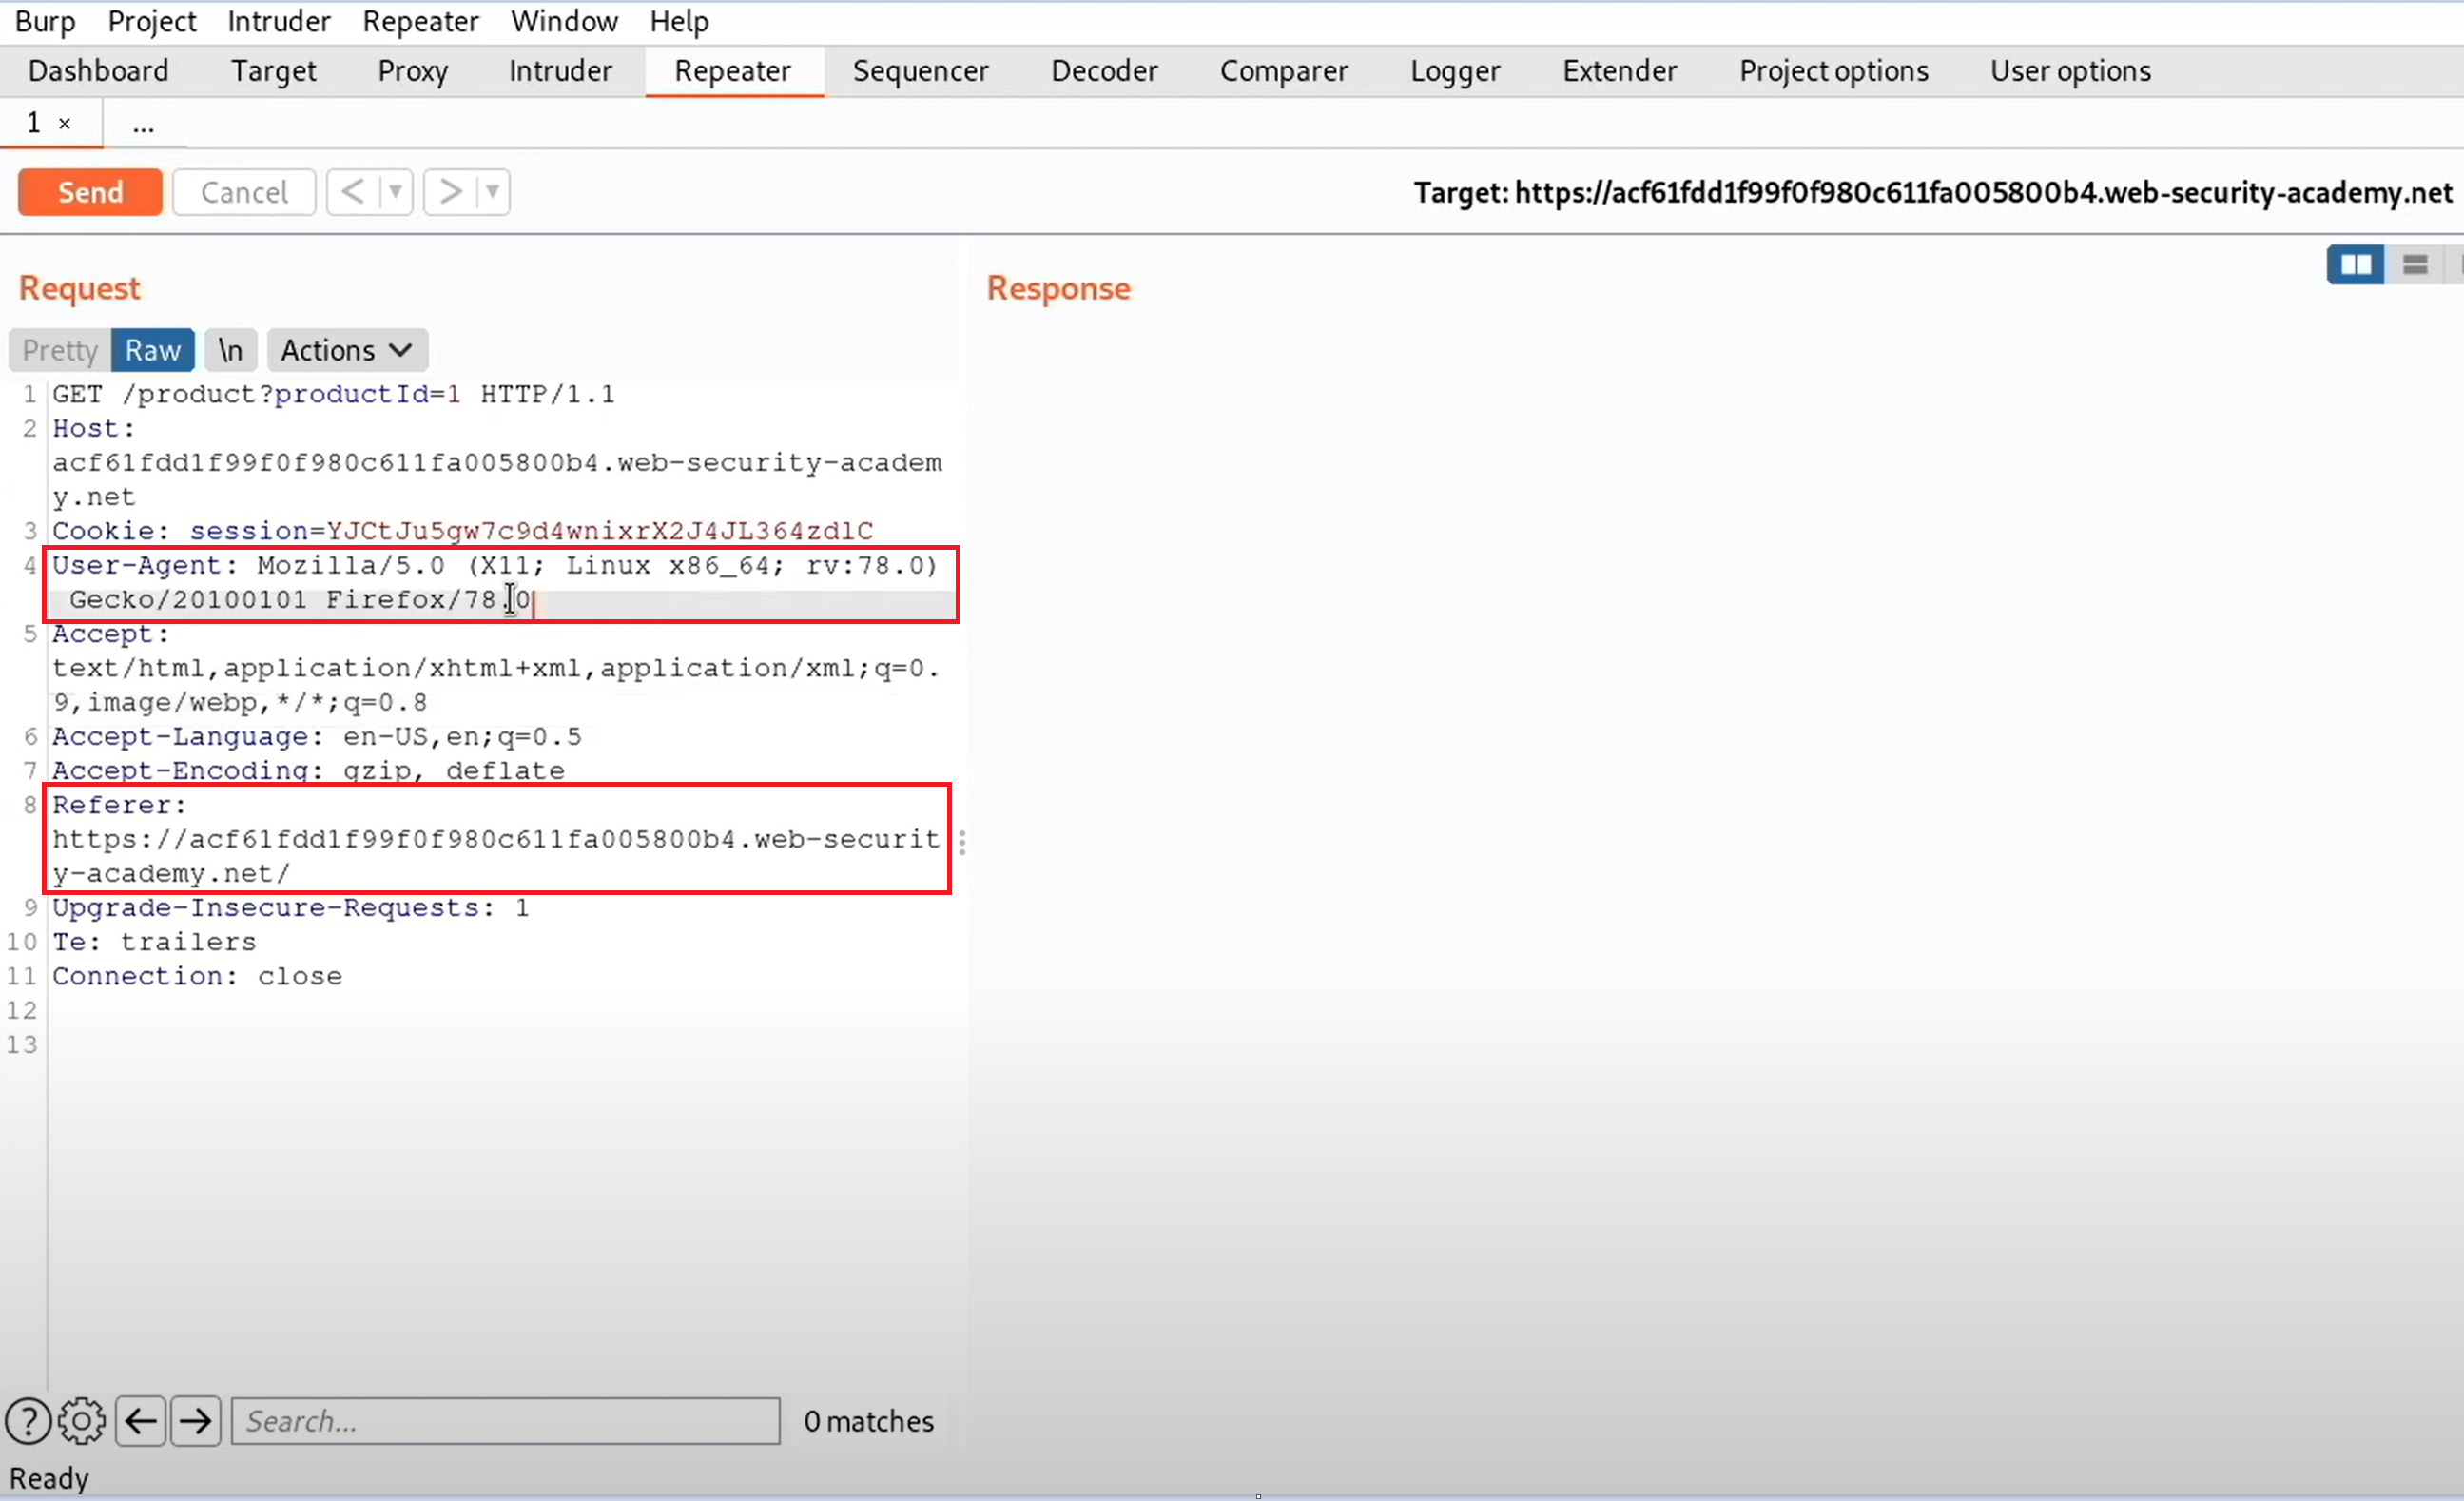 Burp Project Intruder Repeater Window Help
Dashboard Target Proxy Intruder Repeater Sequencer Decoder Comparer Logger Extender Project options User options
1 × ...
Send Cancel < > Target: https://acf61fdd1f99f0f980c611fa005800b4.web-security-academy.net
Request Response
Pretty Raw \n Actions
1 GET /product?productId=1 HTTP/1.1
2 Host:
acf61fdd1f99f0f980c611fa005800b4.web-security-academ
y.net
3 Cookie: session=YJCtJu5gw7c9d4wnixrX2J4JL364zdlC
4 User-Agent: Mozilla/5.0 (X11; Linux x86_64; rv:78.0)
Gecko/20100101 Firefox/78.0
5 Accept:
text/html,application/xhtml+xml,application/xml;q=0.
9,image/webp,*/*;q=0.8
6 Accept-Language: en-US,en;q=0.5
7 Accept-Encoding: gzip, deflate
8 Referer:
https://acf61fdd1f99f0f980c611fa005800b4.web-securit
y-academy.net/
9 Upgrade-Insecure-Requests: 1
10 Te: trailers
11 Connection: close
12
13
? Search... 0 matches
Ready